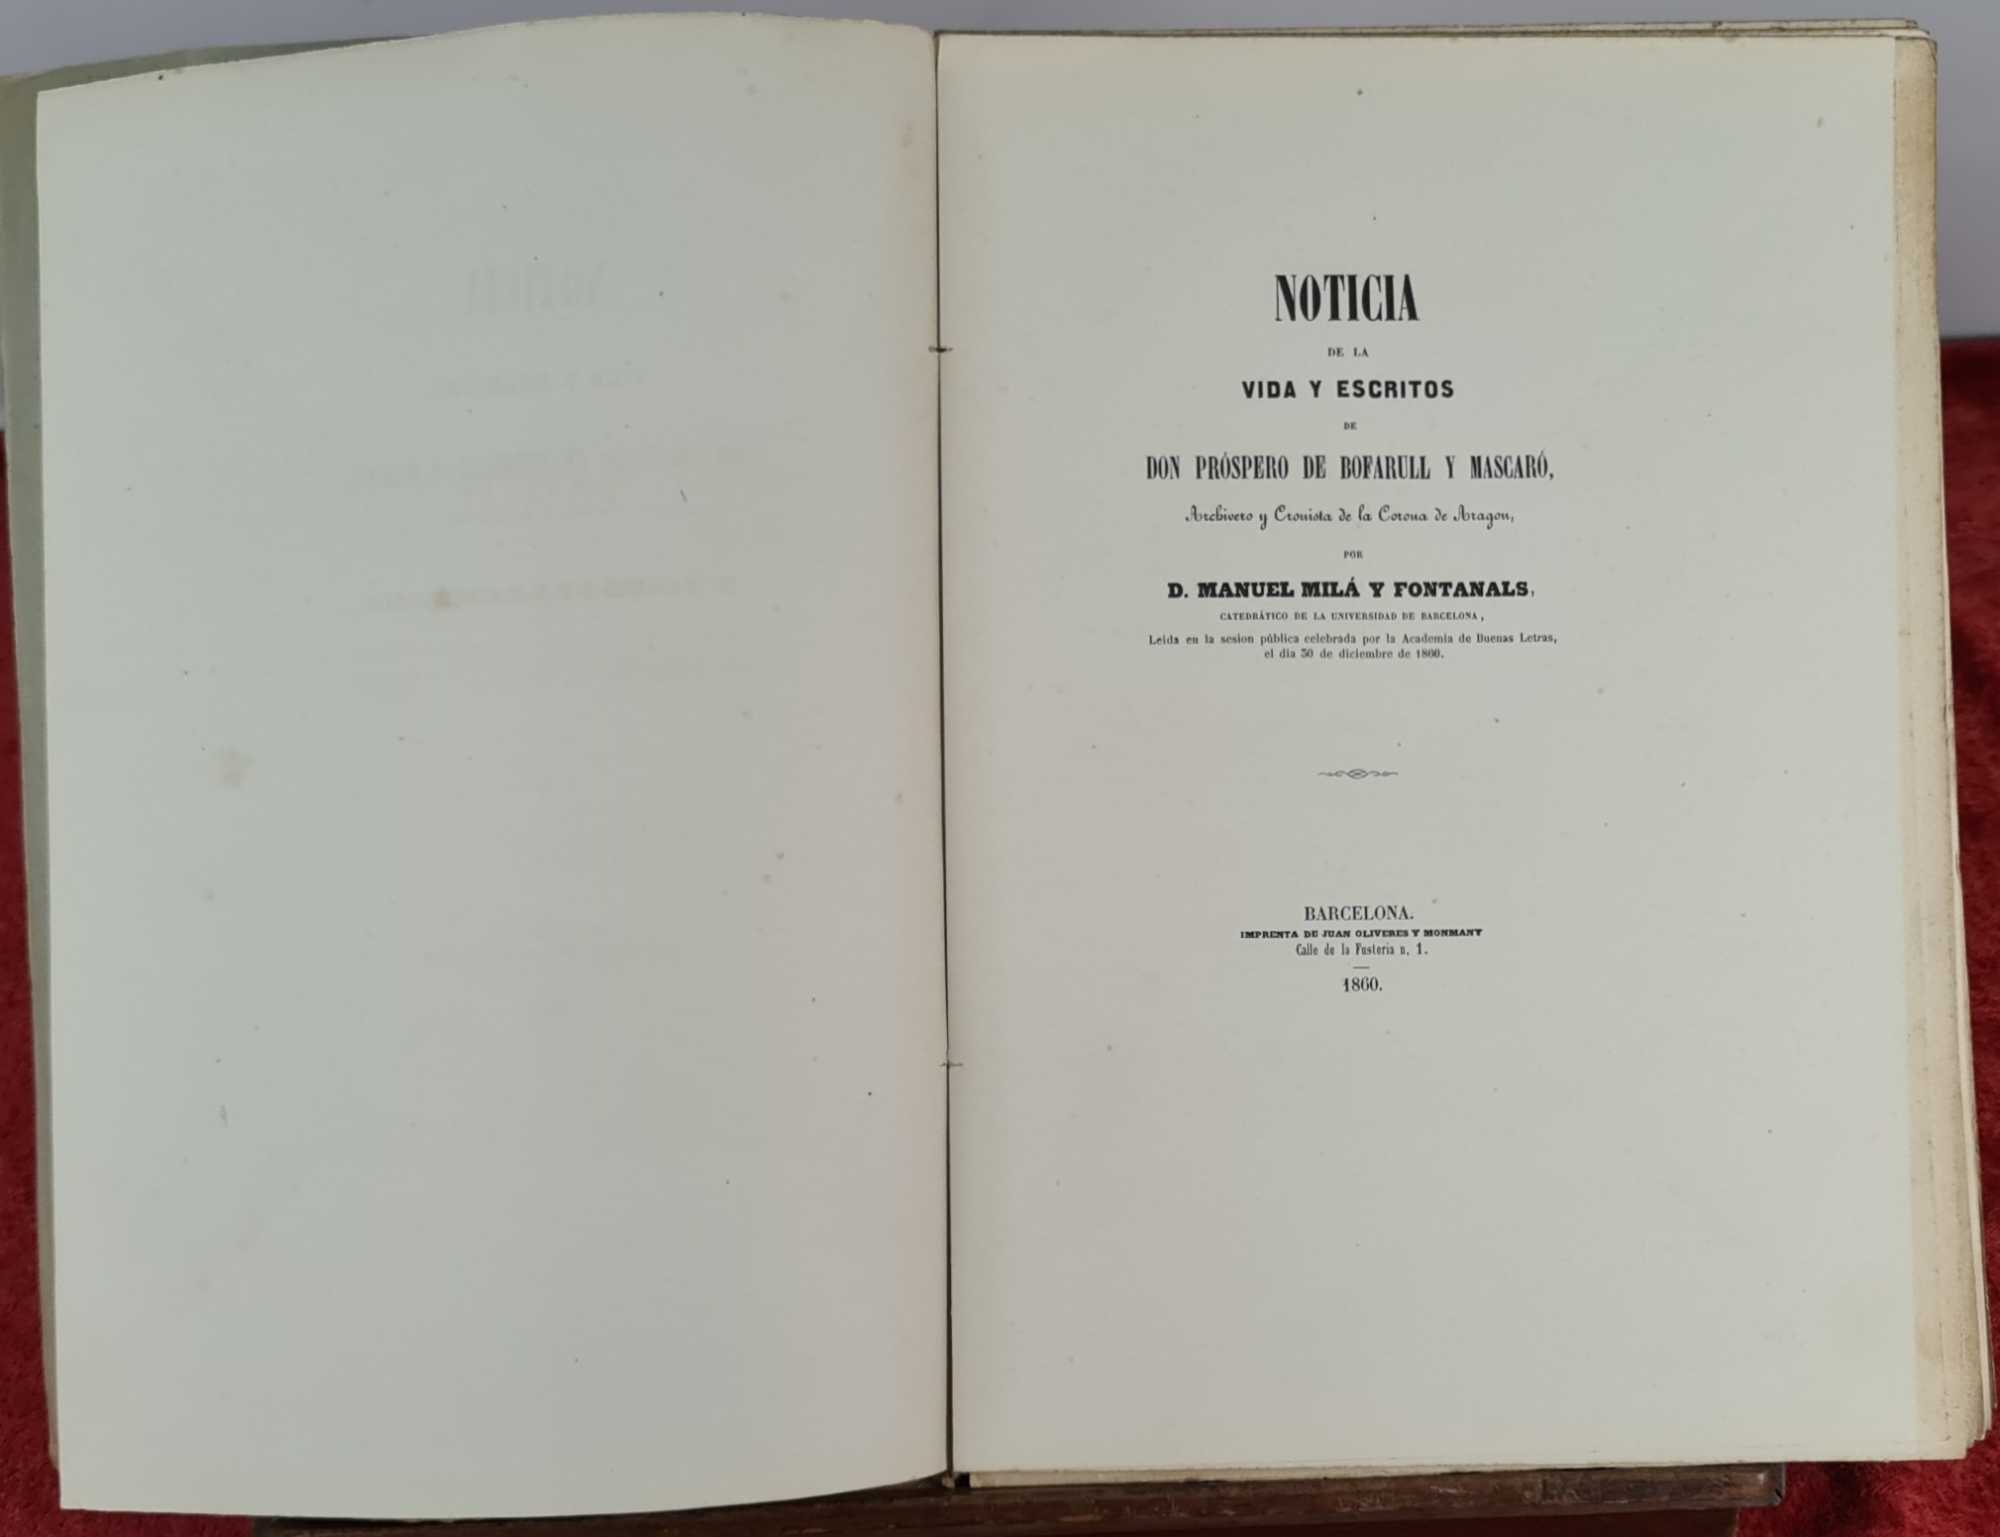 NOTICIA
DE LA
VIDA Y ESCRITOS
DE
DON PRÓSPERO DE BOFARULL Y MASCARÓ,
Archivero y Cronista de la Corona de Aragon,
POR
D. MANUEL MILÁ Y FONTANALS,
CATEDRÁTICO DE LA UNIVERSIDAD DE BARCELONA,
Leida en la sesion pública celebrada por la Academia de Buenas Letras,
el dia 30 de diciembre de 1860.
BARCELONA.
IMPRENTA DE JUAN OLIVERES Y MONMANY
Calle de la Fusteria n. 1.
1860.